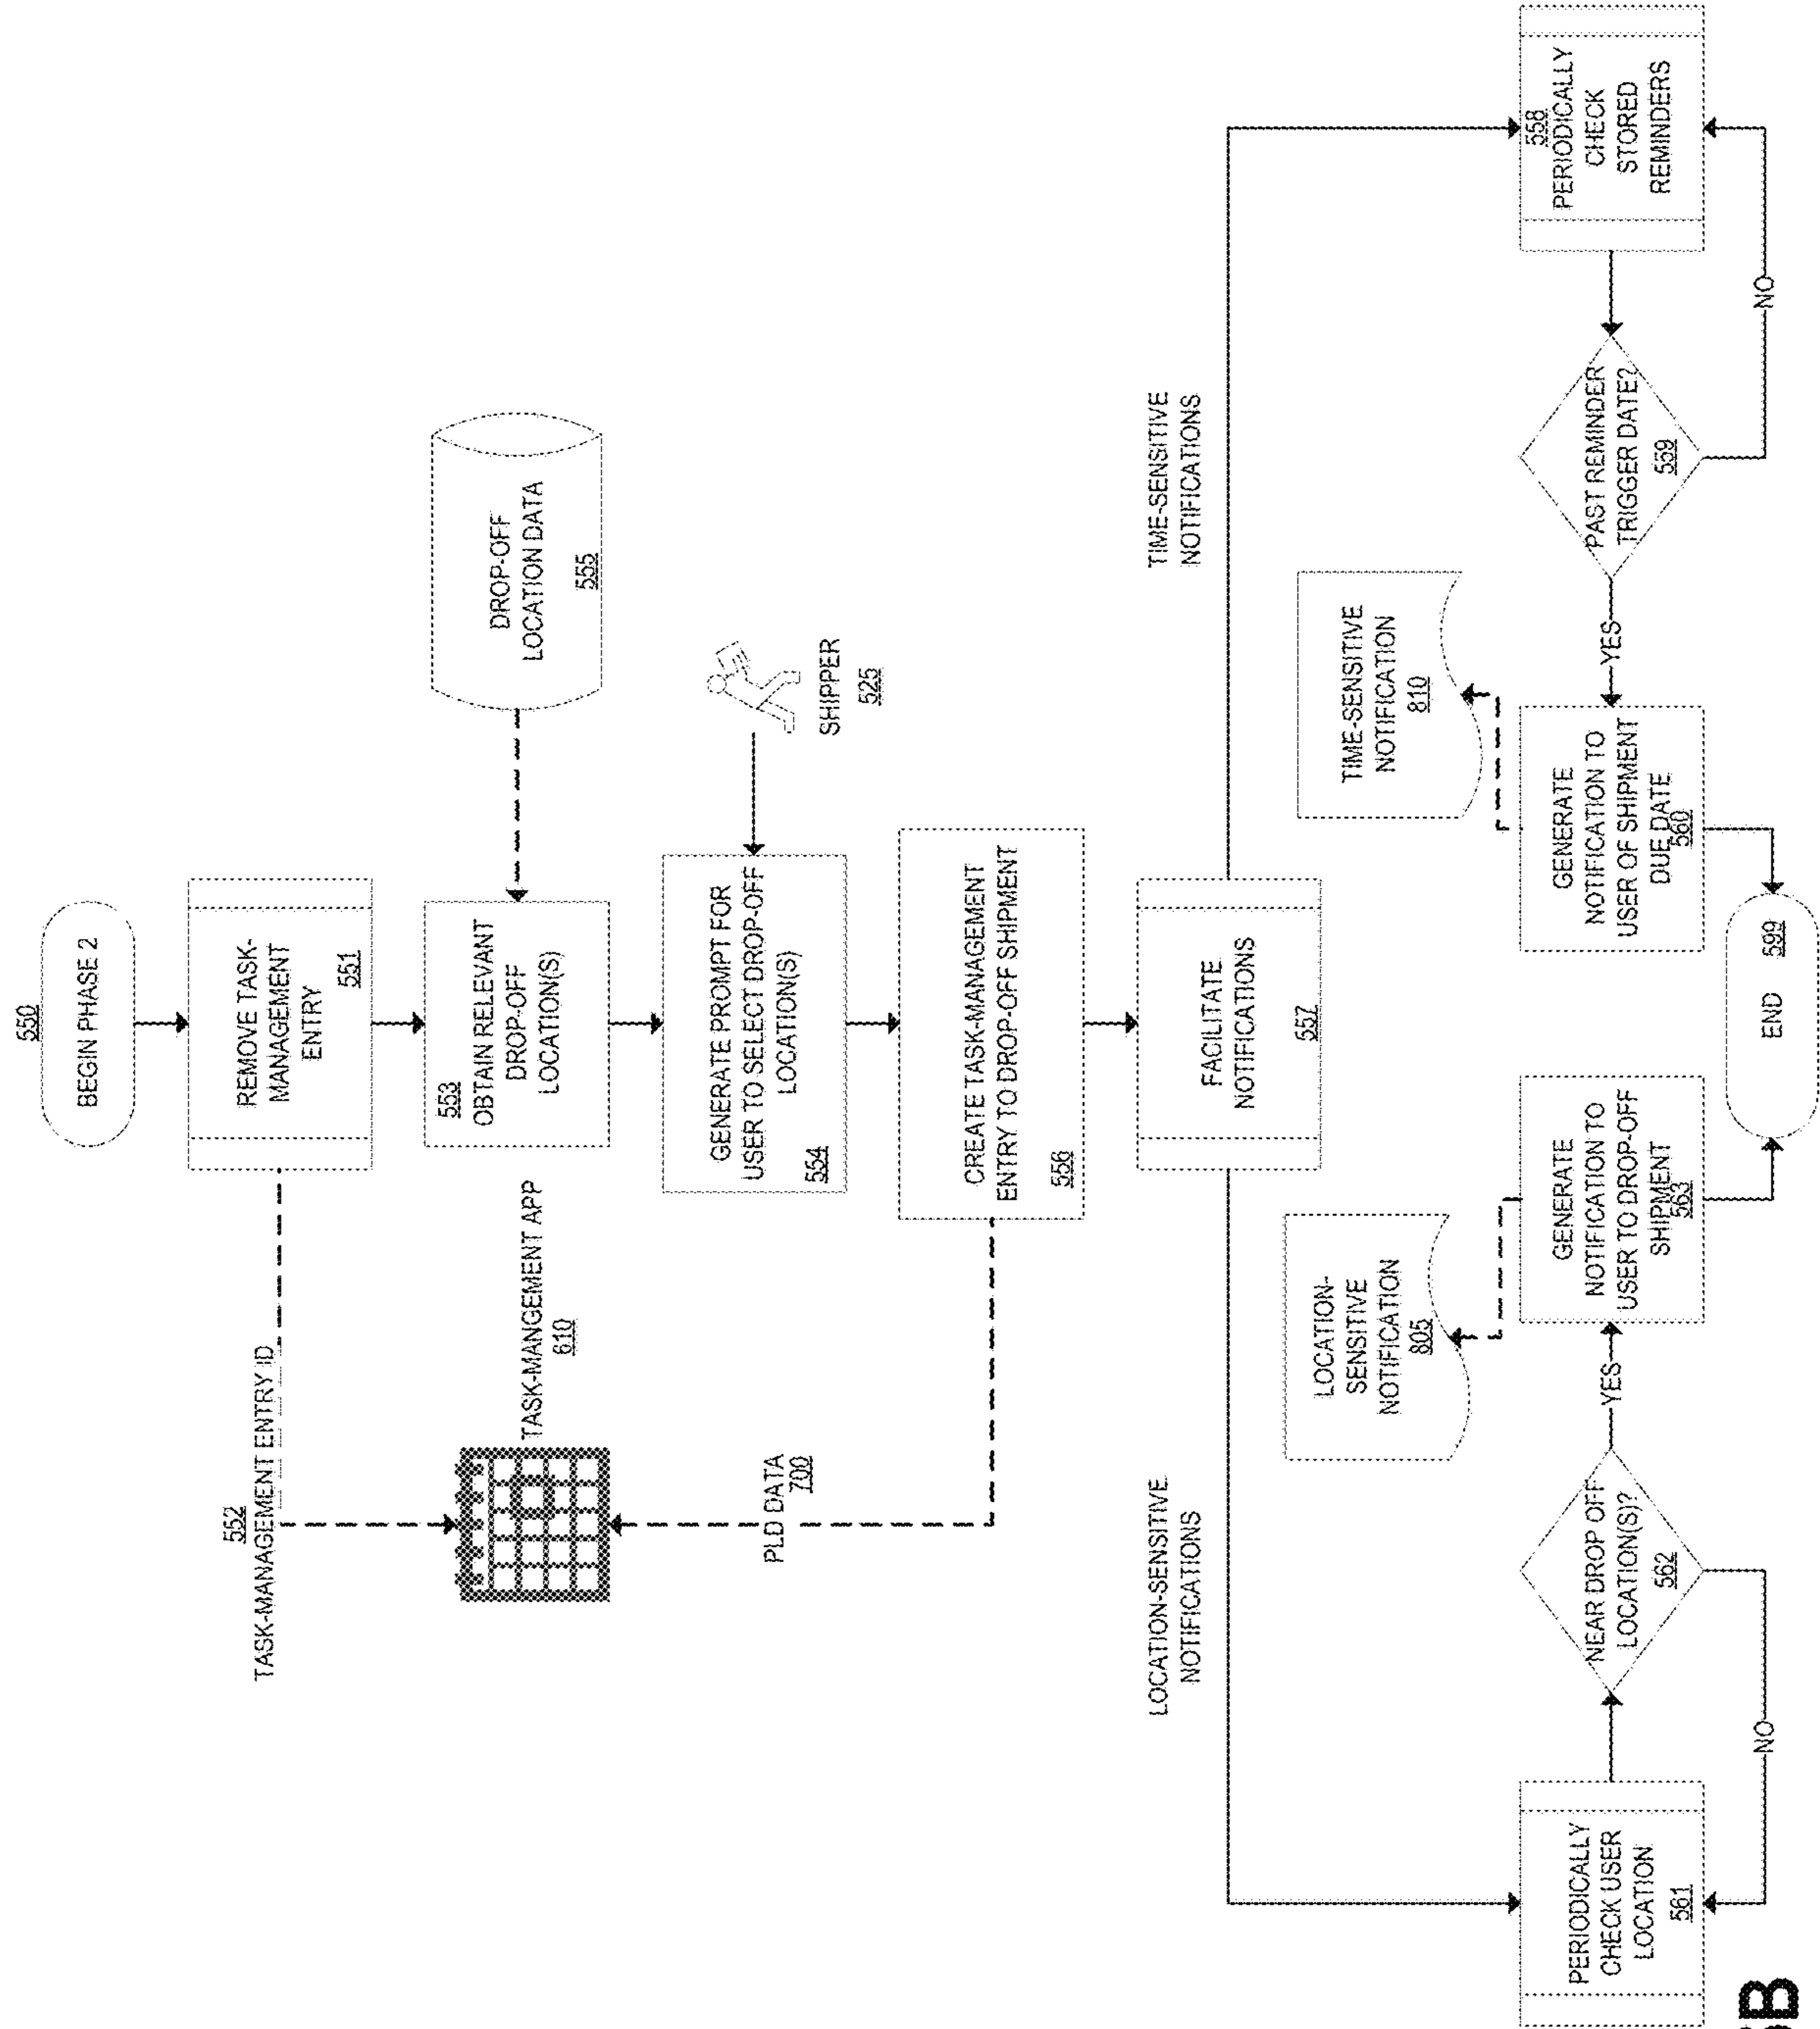 550
BEGIN PHASE 2
REMOVE TASK-
MANAGEMENT
ENTRY
551
552
TASK-MANAGEMENT ENTRY ID
553
OBTAIN RELEVANT
DROP-OFF
LOCATION(S)
TASK-MANGEMENT APP
610
DROP-OFF
LOCATION DATA
555
GENERATE PROMPT FOR
USER TO SELECT DROP-OFF
LOCATION(S)
554
SHIPPER
525
PLD DATA
700
CREATE TASK-MANAGEMENT
ENTRY TO DROP-OFF SHIPMENT
556
FACILITATE
NOTIFICATIONS
557
LOCATION-SENSITIVE
NOTIFICATIONS
TIME-SENSITIVE
NOTIFICATIONS
LOCATION-
SENSITIVE
NOTIFICATION
805
TIME-SENSITIVE
NOTIFICATION
810
PERIODICALLY
CHECK USER
LOCATION
561
NEAR DROP OFF
LOCATION(S)?
562
YES
NO
GENERATE
NOTIFICATION TO
USER TO DROP-OFF
SHIPMENT
563
GENERATE
NOTIFICATION TO
USER OF SHIPMENT
DUE DATE
560
YES
PAST REMINDER
TRIGGER DATE?
559
NO
558
PERIODICALLY
CHECK
STORED
REMINDERS
END 599